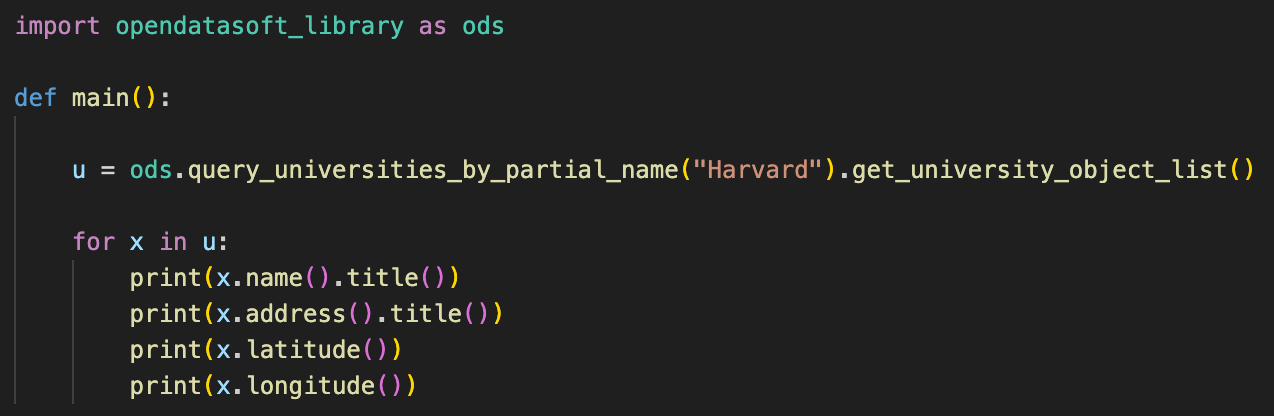 import opendatasoft_library as ods
def main():
    u = ods.query_universities_by_partial_name("Harvard").get_university_object_list()
    for x in u:
        print(x.name().title())
        print(x.address().title())
        print(x.latitude())
        print(x.longitude())